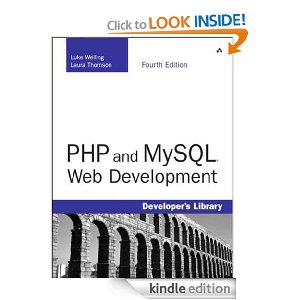 Click to LOOK INSIDE!
Luke Welling
Laura Thomson
Fourth Edition
PHP and MySQL®
Web Development
Developer's Library
kindle edition